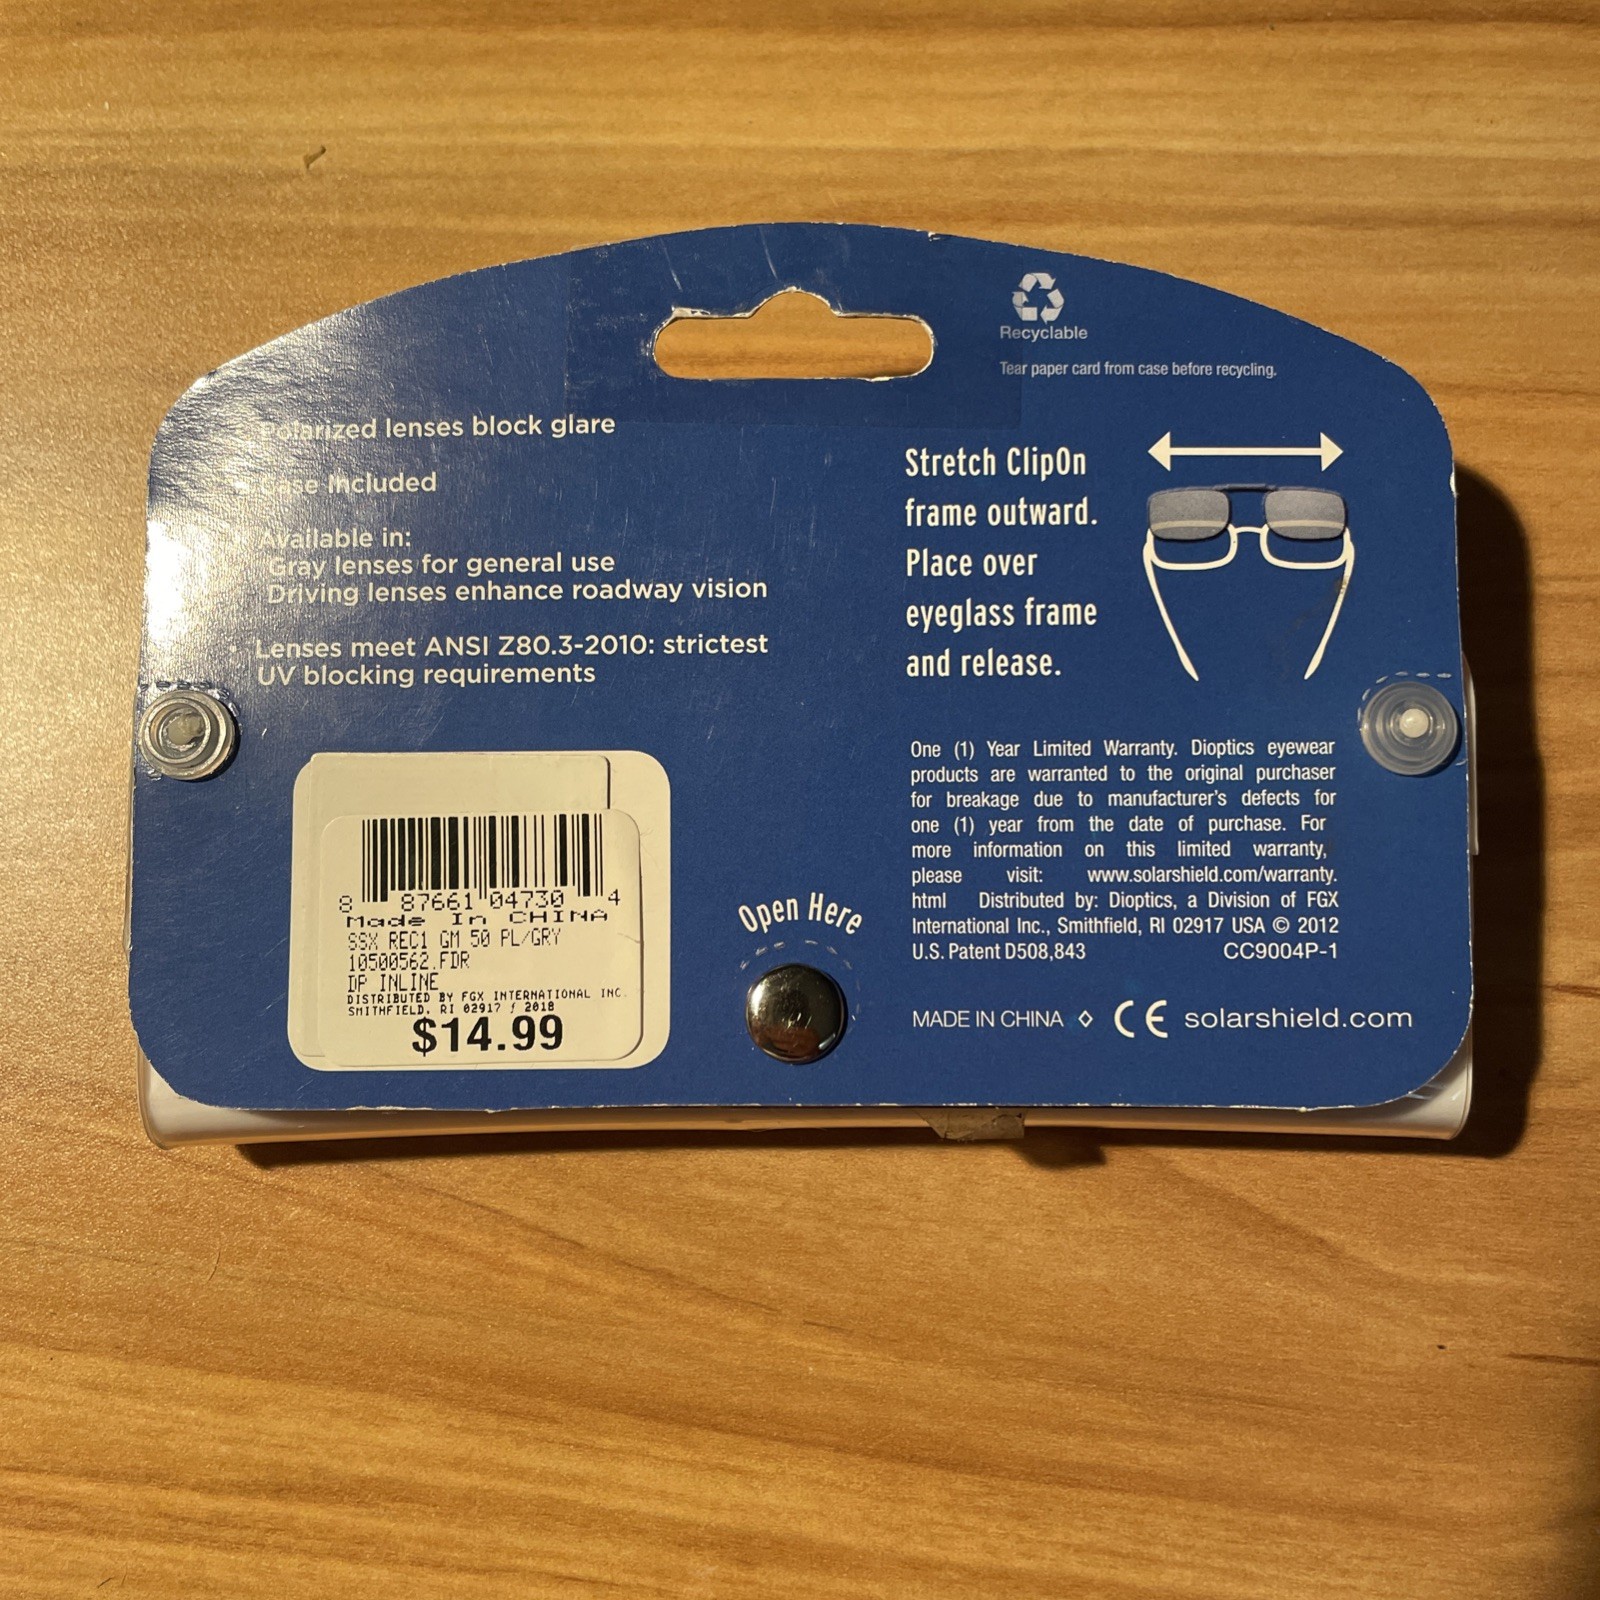 Recyclable
Tear paper card from case before recycling.
Polarized lenses block glare
Case Included
Available in:
Gray lenses for general use
Driving lenses enhance roadway vision
• Lenses meet ANSI Z80.3-2010: strictest
UV blocking requirements
Stretch ClipOn
frame outward.
Place over
eyeglass frame
and release.
8 87661 04730 4
Made In CHINA
SSX REC1 GM 50 PL/GRY
10500562.FDR
DP INLINE
DISTRIBUTED BY FGX INTERNATIONAL INC.
SMITHFIELD, RI 02917 / 2018
$14.99
Open Here
One (1) Year Limited Warranty. Dioptics eyewear
products are warranted to the original purchaser
for breakage due to manufacturer's defects for
one (1) year from the date of purchase. For
more information on this limited warranty,
please visit: www.solarshield.com/warranty.
html Distributed by: Dioptics, a Division of FGX
International Inc., Smithfield, RI 02917 USA © 2012
U.S. Patent D508,843 CC9004P-1
MADE IN CHINA ◇ CE solarshield.com